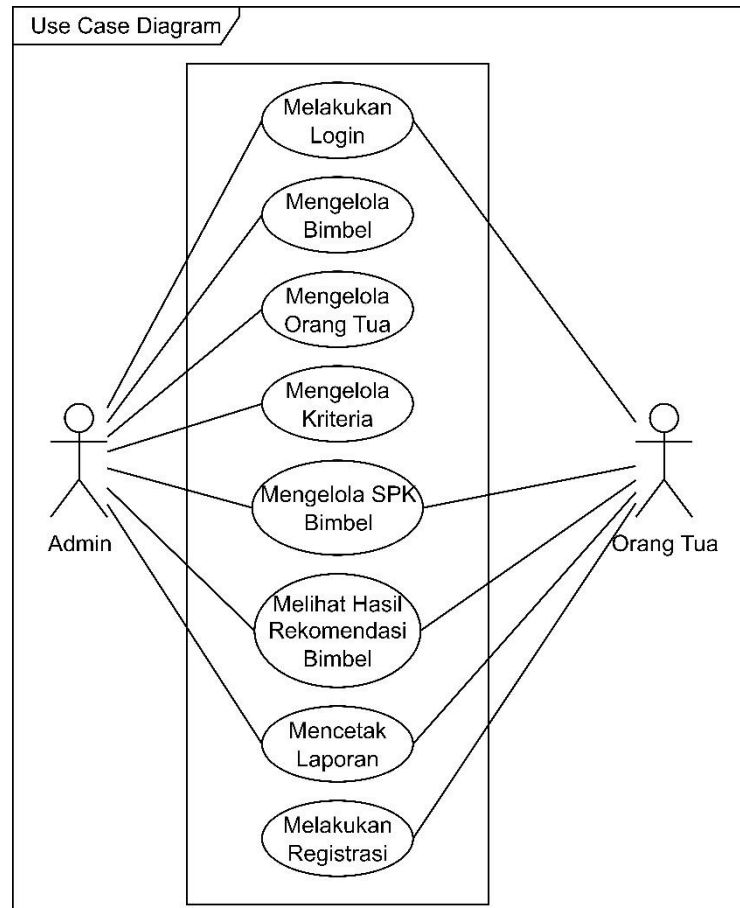 Use Case Diagram
Melakukan
Login
Mengelola
Bimbel
Mengelola
Orang Tua
Mengelola
Kriteria
Mengelola SPK
Bimbel
Admin
Orang Tua
Melihat Hasil
Rekomendasi
Bimbel
Mencetak
Laporan
Melakukan
Registrasi